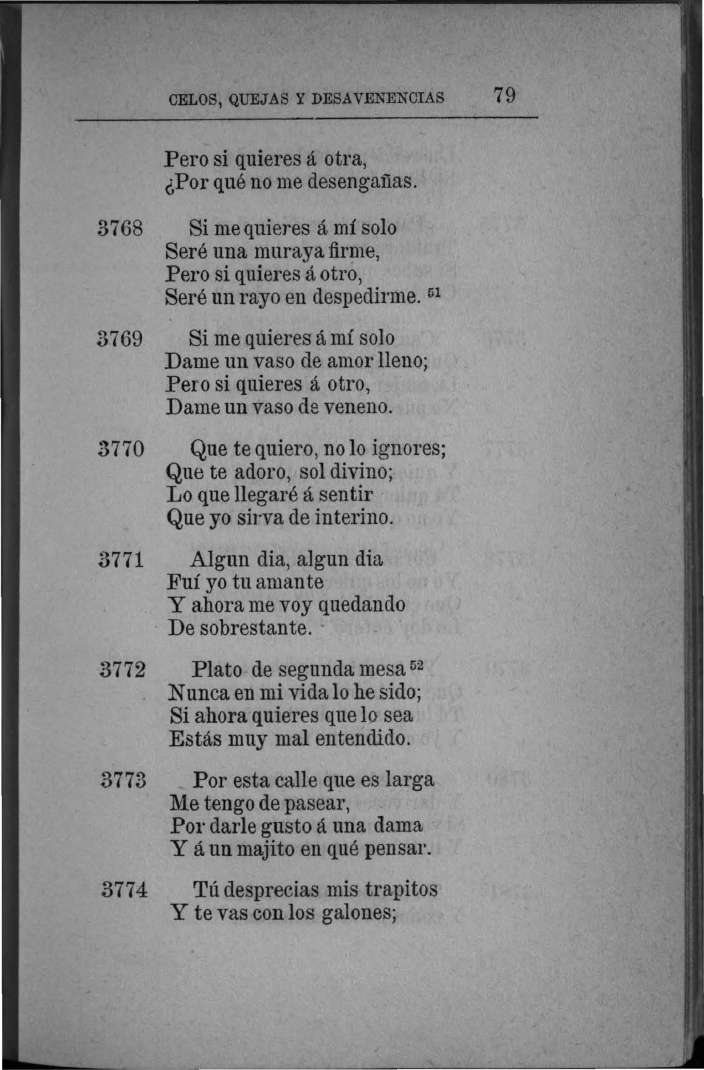 CELOS, QUEJAS Y DESAVENENCIAS 79
Pero si quieres á otra,
¿Por qué no me desengañas.
3768 Si me quieres á mí solo
Seré una muraya firme,
Pero si quieres á otro,
Seré un rayo en despedirme. 51
3769 Si me quieres á mí solo
Dame un vaso de amor lleno;
Pero si quieres á otro,
Dame un vaso de veneno.
3770 Que te quiero, no lo ignores;
Que te adoro, sol divino;
Lo que llegaré á sentir
Que yo sirva de interino.
3771 Algun dia, algun dia
Fuí yo tu amante
Y ahora me voy quedando
De sobrestante.
3772 Plato de segunda mesa 52
Nunca en mi vida lo he sido;
Si ahora quieres que lo sea
Estás muy mal entendido.
3773 Por esta calle que es larga
Me tengo de pasear,
Por darle gusto á una dama
Y á un majito en qué pensar.
3774 Tú desprecias mis trapitos
Y te vas con los galones;